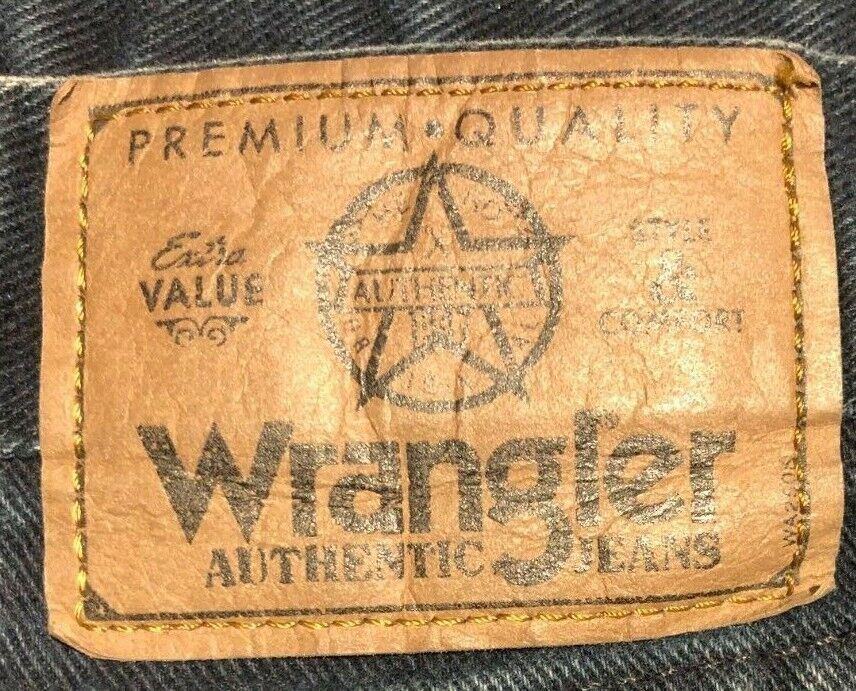 PREMIUM • QUALITY
Extra
VALUE
AUTHENTIC
STYLE
&
COMFORT
Wrangler®
AUTHENTIC JEANS